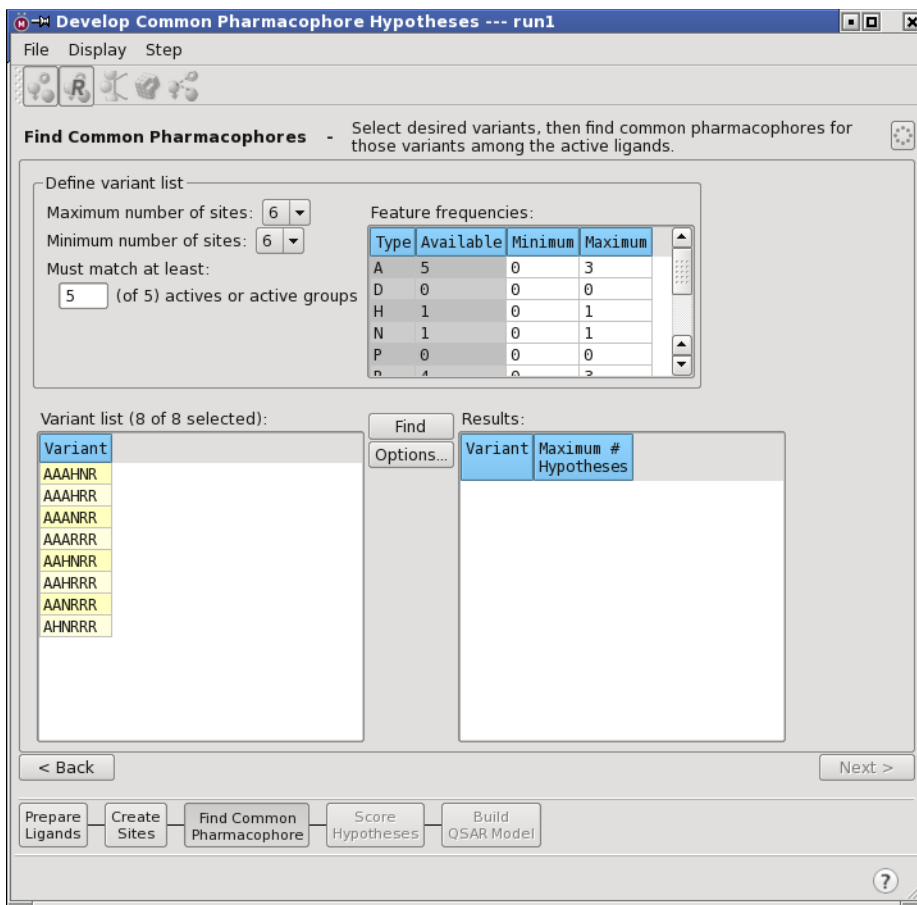 Develop Common Pharmacophore Hypotheses --- run1
File Display Step
Find Common Pharmacophores - Select desired variants, then find common pharmacophores for
those variants among the active ligands.
Define variant list
Maximum number of sites: 6
Minimum number of sites: 6
Must match at least:
5 (of 5) actives or active groups
Feature frequencies:
Type Available Minimum Maximum
A 5 0 3
D 0 0 0
H 1 0 1
N 1 0 1
P 0 0 0
Variant list (8 of 8 selected):
Variant
AAAHNR
AAAHRR
AAANRR
AAARRR
AAHNRR
AAHRRR
AANRRR
AHNRRR
Find
Options...
Results:
Variant Maximum #
Hypotheses
< Back
Next >
Prepare
Ligands
Create
Sites
Find Common
Pharmacophore
Score
Hypotheses
Build
QSAR Model
?